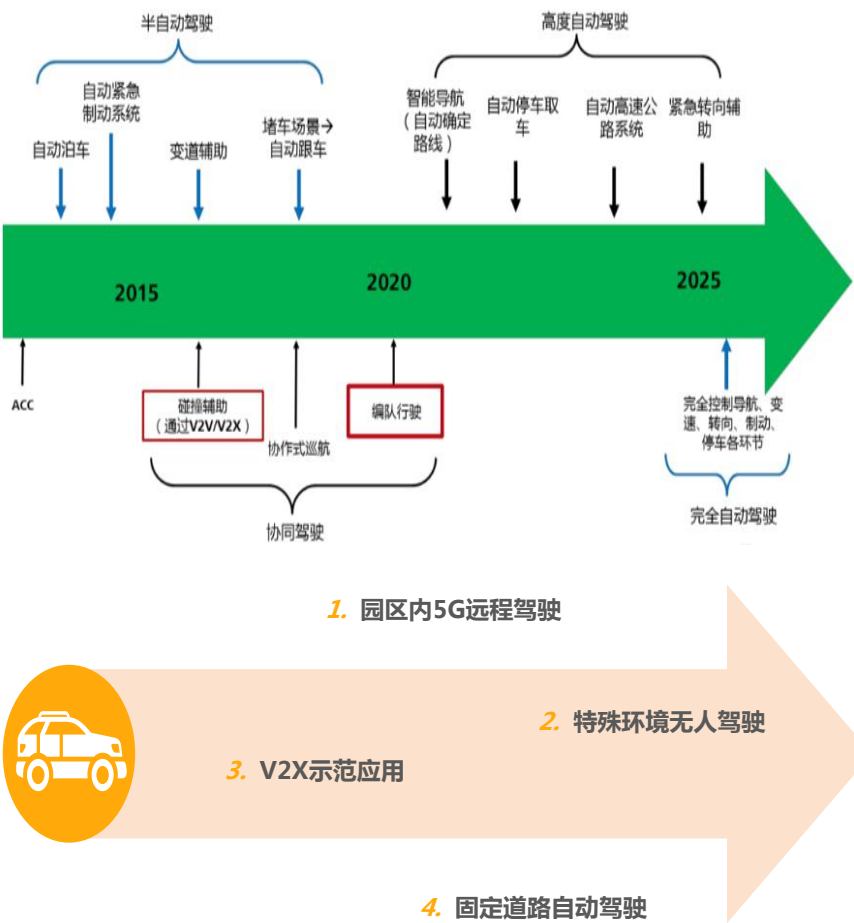 半自动驾驶
高度自动驾驶
自动紧急
制动系统
自动泊车
变道辅助
堵车场景→
自动跟车
智能导航
（自动确定
路线）
自动停车取
车
自动高速公
路系统
紧急转向辅
助
2015
2020
2025
ACC
碰撞辅助
（通过V2V/V2X）
协作式巡航
编队行驶
完全控制导航、变
速、转向、制动、
停车各环节
协同驾驶
完全自动驾驶
1. 园区内5G远程驾驶
2. 特殊环境无人驾驶
3. V2X示范应用
4. 固定道路自动驾驶